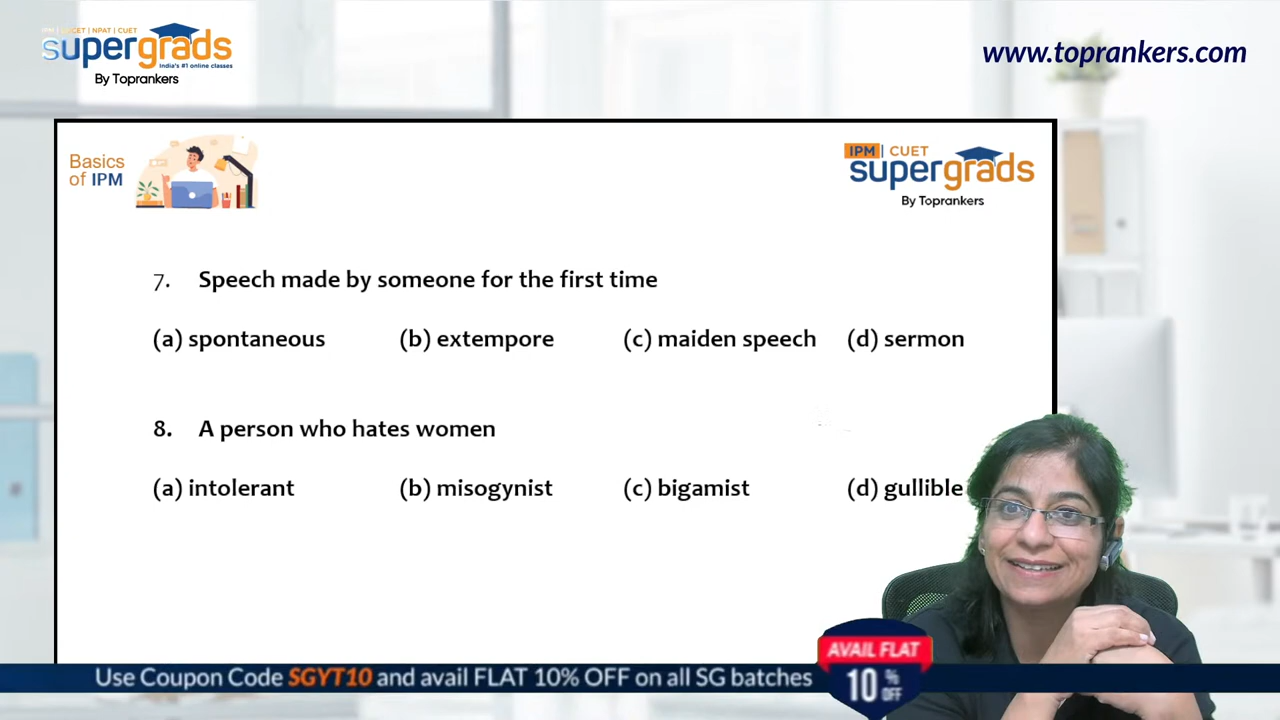 IPM | CUET | NPAT | CUET
supergrads
India's #1 online classes
By Toprankers
www.toprankers.com
Basics
of IPM
IPM | CUET
supergrads
By Toprankers
7. Speech made by someone for the first time
(a) spontaneous (b) extempore (c) maiden speech (d) sermon
8. A person who hates women
(a) intolerant (b) misogynist (c) bigamist (d) gullible
AVAIL FLAT
10 % OFF
Use Coupon Code SGYT10 and avail FLAT 10% OFF on all SG batches